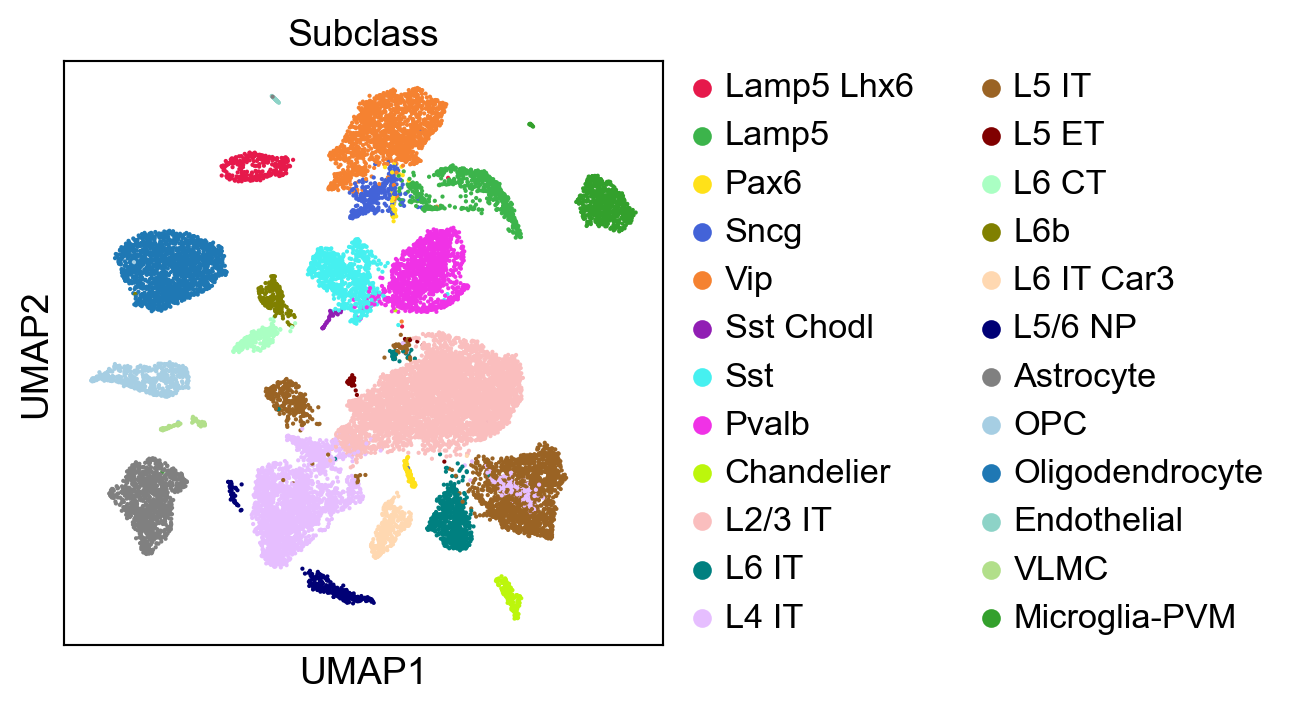 Subclass
UMAP2
UMAP1
Lamp5 Lhx6
Lamp5
Pax6
Sncg
Vip
Sst Chodl
Sst
Pvalb
Chandelier
L2/3 IT
L6 IT
L4 IT
L5 IT
L5 ET
L6 CT
L6b
L6 IT Car3
L5/6 NP
Astrocyte
OPC
Oligodendrocyte
Endothelial
VLMC
Microglia-PVM